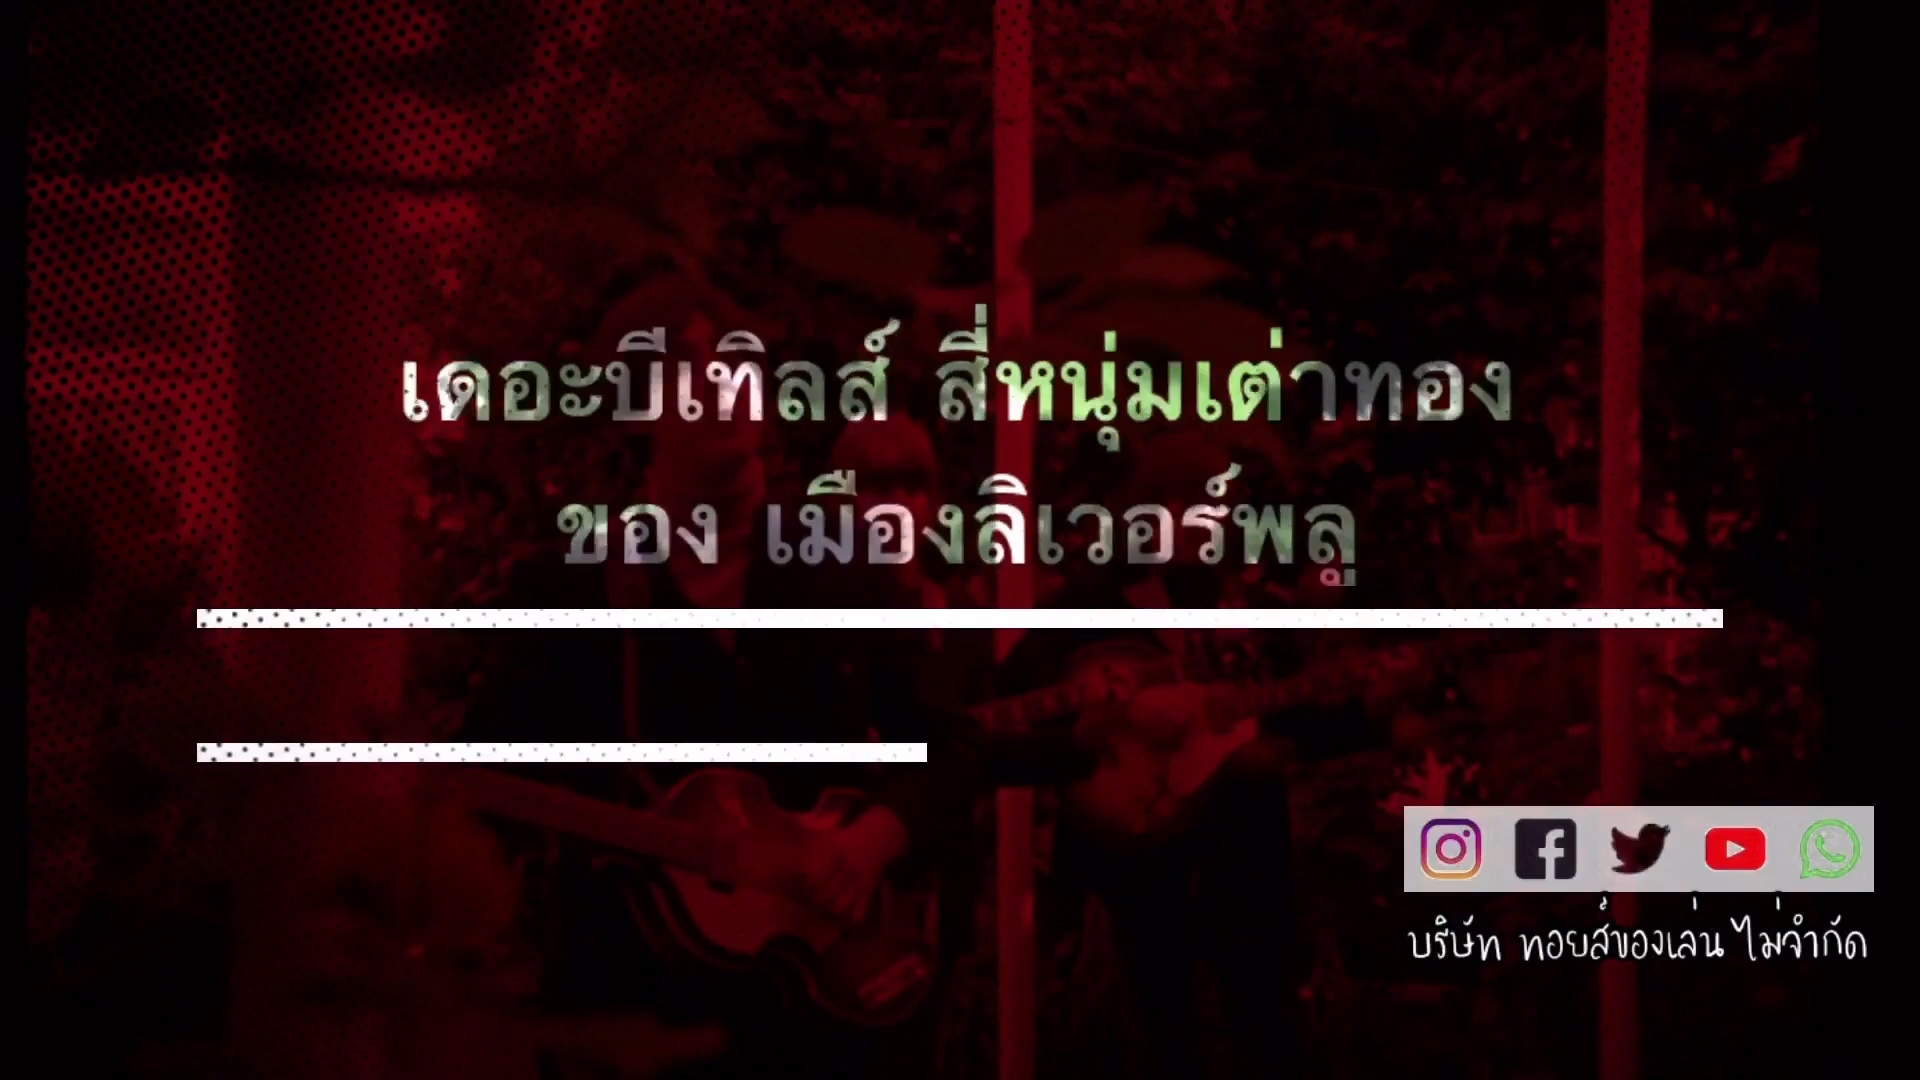 เดอะบีเทิลส์ สี่หนุ่มเต่าทอง
ของ เมืองลิเวอร์พลู
บริษัท ทอยส์ของเล่น ไม่จำกัด